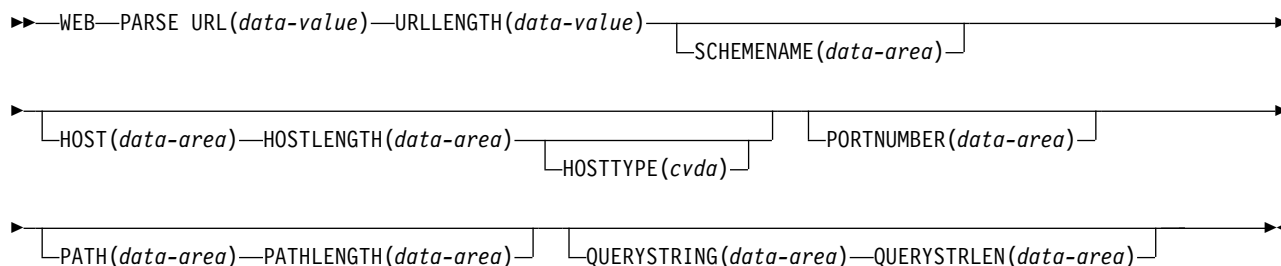 WEB PARSE URL(data-value) URLLENGTH(data-value)
SCHEMENAME(data-area)
HOST(data-area) HOSTLENGTH(data-area) PORTNUMBER(data-area)
HOSTTYPE(cvda)
PATH(data-area) PATHLENGTH(data-area) QUERYSTRING(data-area) QUERYSTRLEN(data-area)